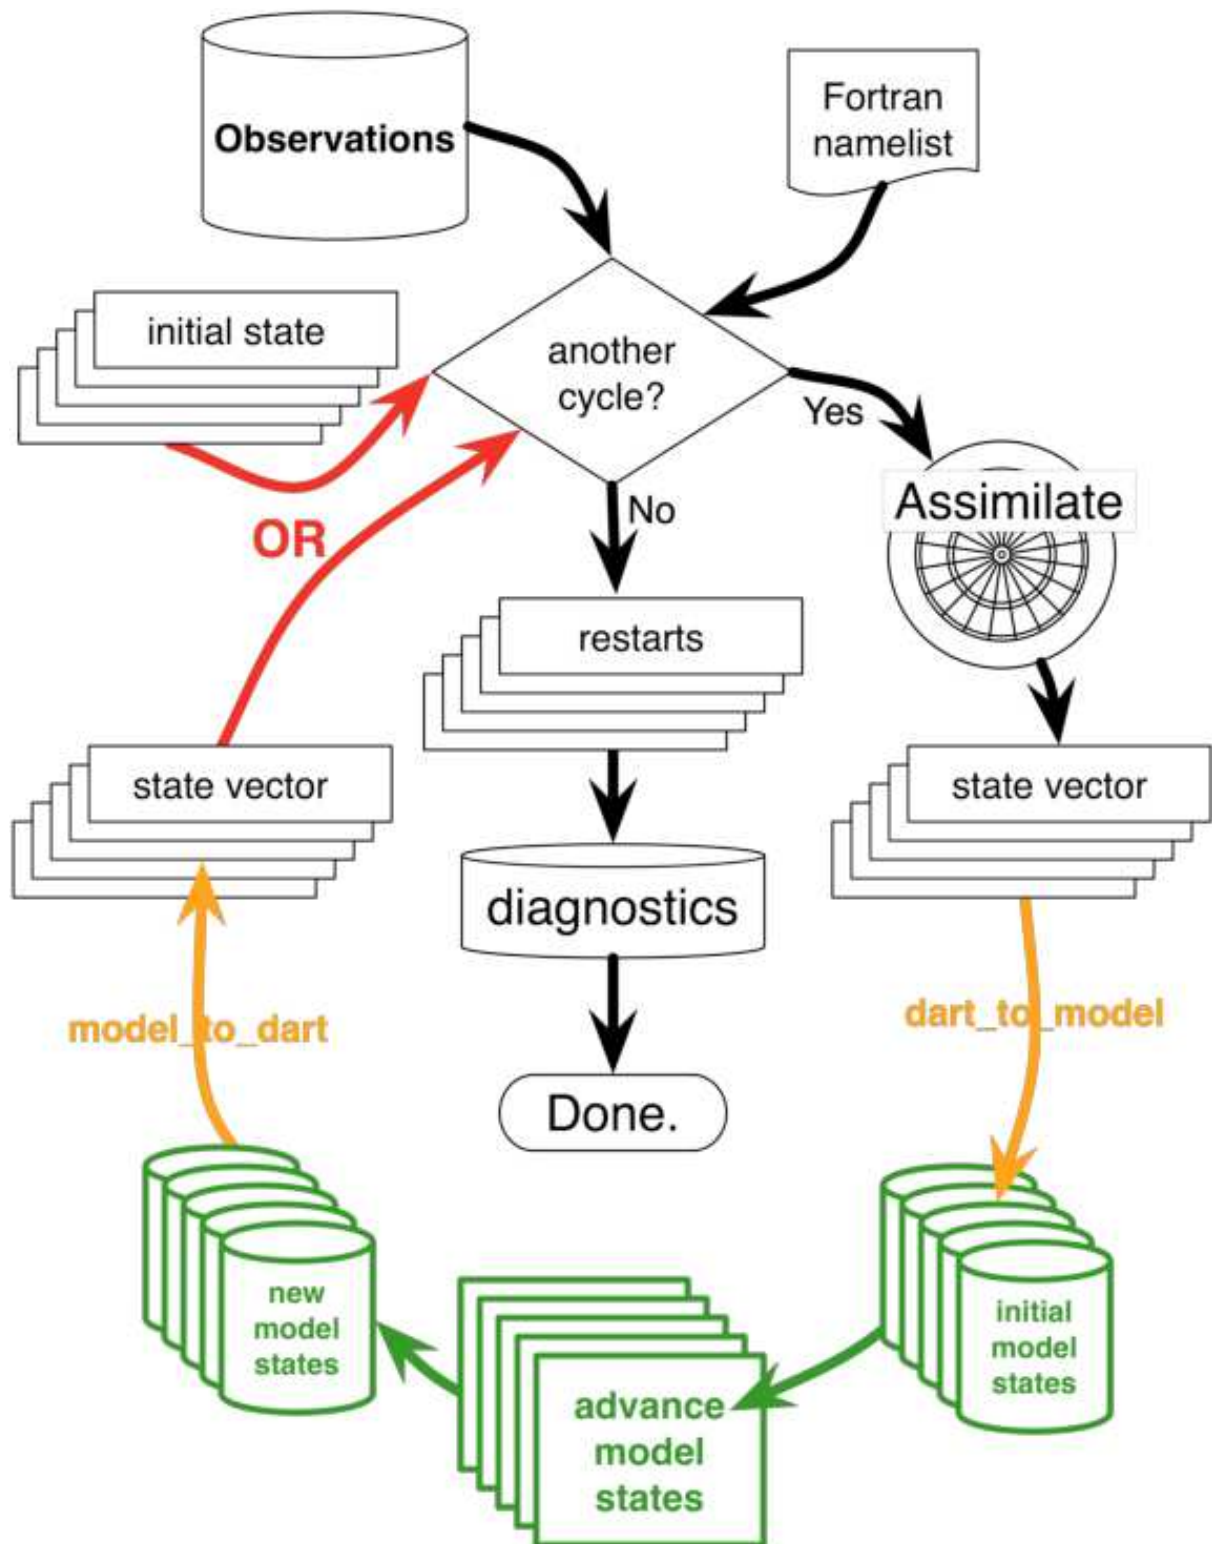 Observations
Fortran
namelist
initial state
another
cycle?
Yes
Assimilate
OR
No
restarts
state vector
state vector
diagnostics
model_to_dart
dart_to_model
Done.
new
model
states
initial
model
states
advance
model
states